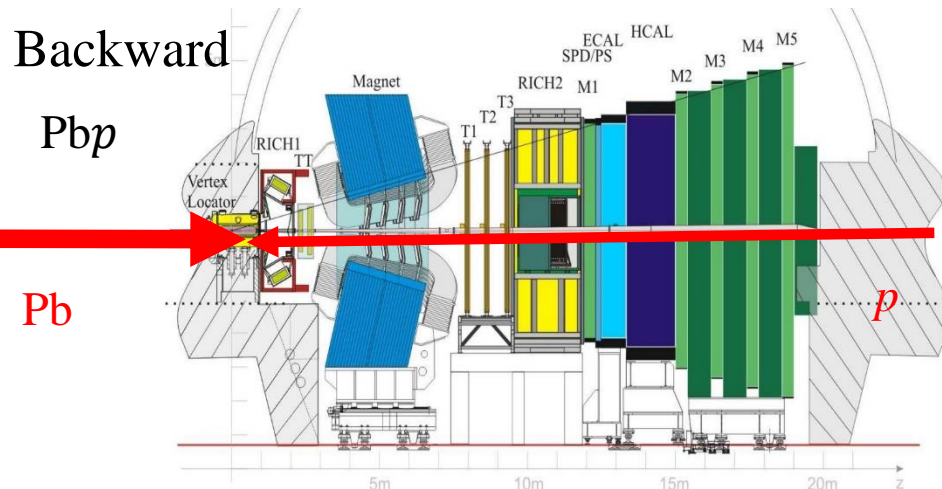 Backward
Pbp
Magnet
SPD/PS
ECAL
HCAL
M1
M2
M3
M4
M5
RICH2
T1
T2
T3
RICH1
TT
Vertex
Locator
Pb
p
5m
10m
15m
20m
z